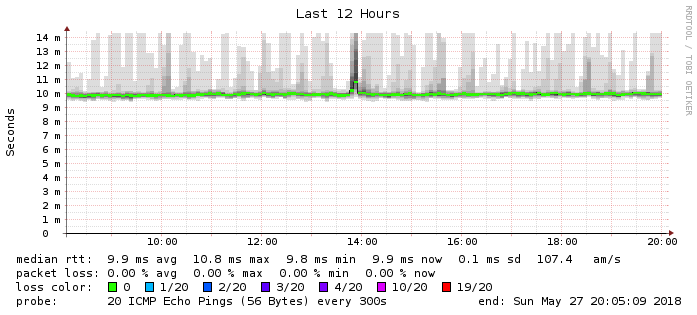 Last 12 Hours
RRDTOOL / TOBI OETIKER
Seconds
14 m
13 m
12 m
11 m
10 m
9 m
8 m
7 m
6 m
5 m
4 m
3 m
2 m
1 m
0
10:00 12:00 14:00 16:00 18:00 20:00
median rtt: 9.9 ms avg 10.8 ms max 9.8 ms min 9.9 ms now 0.1 ms sd 107.4 am/s
packet loss: 0.00 % avg 0.00 % max 0.00 % min 0.00 % now
loss color: 0 1/20 2/20 3/20 4/20 10/20 19/20
probe: 20 ICMP Echo Pings (56 Bytes) every 300s end: Sun May 27 20:05:09 2018